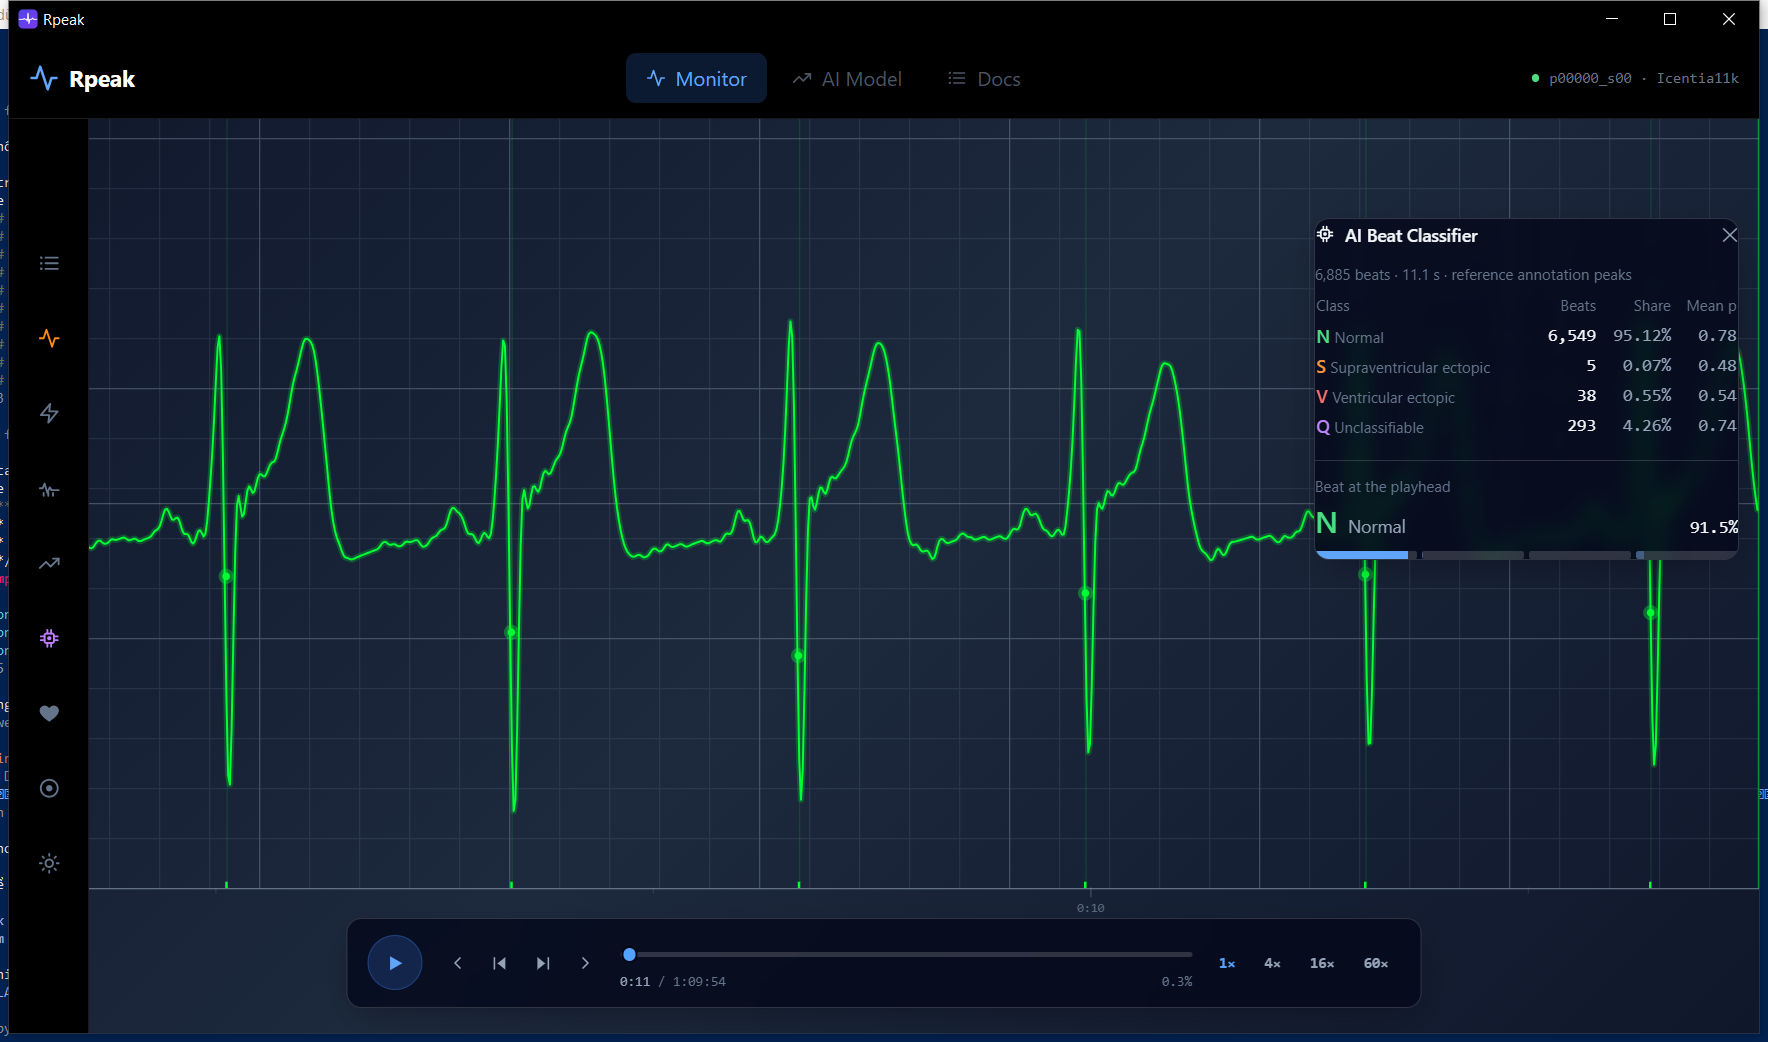 Rpeak
Rpeak
Monitor
AI Model
Docs
p00000_s00 · Icentia11k
AI Beat Classifier
6,885 beats · 11.1 s · reference annotation peaks
Class Beats Share Mean p
N Normal 6,549 95.12% 0.78
S Supraventricular ectopic 5 0.07% 0.48
V Ventricular ectopic 38 0.55% 0.54
Q Unclassifiable 293 4.26% 0.74
Beat at the playhead
N Normal 91.5%
0:10
0:11 / 1:09:54
0.3%
1× 4× 16× 60×